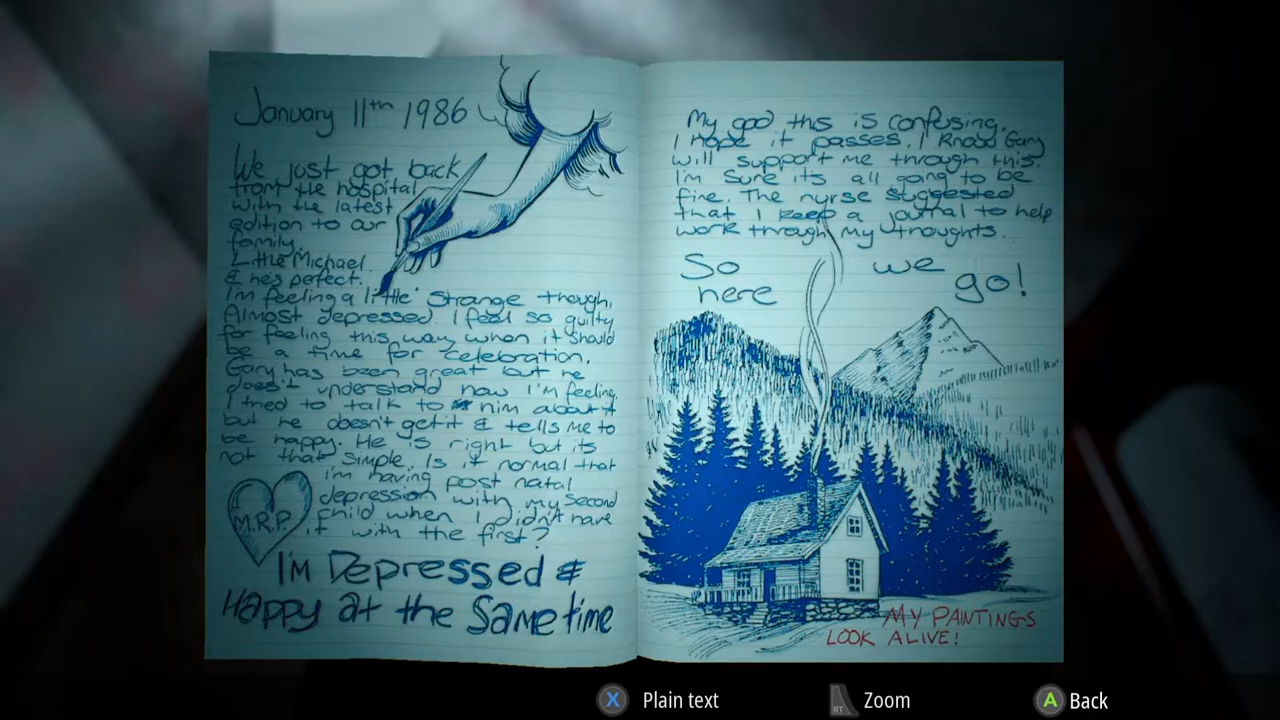 January 11th 1986
We just got back
from the hospital
with the latest
edition to our
family.
Little Michael
& he's perfect.
I'm feeling a little strange though,
Almost depressed. I feel so guilty
for feeling this way when it should
be a time for celebration.
Gary has been great but he
doesn't understand how I'm feeling
I tried to talk to him about it
but he doesn't get it & tells me to
be happy. He is right but its
not that simple. Is it normal that
i'm having post natal
depression with my second
child when I didn't have
it with the first?
M.R.P.
I'm Depressed &
Happy at the Same time
My god this is confusing.
I hope it passes. I know Gary
will support me through this.
I'm sure its all going to be
fine. The nurse suggested
that I keep a journal to help
work through my thoughts.
So here we go!
MY PAINTINGS
LOOK ALIVE!
X Plain text RT Zoom A Back